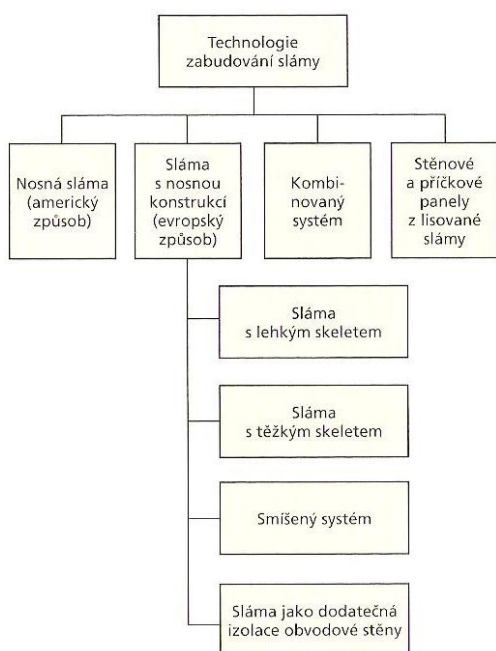 Technologie
zabudování slámy
Nosná sláma
(americký
způsob)
Sláma
s nosnou
konstrukcí
(evropský
způsob)
Kombi-
novaný
systém
Stěnové
a příčkové
panely
z lisované
slámy
Sláma
s lehkým skeletem
Sláma
s těžkým skeletem
Smíšený systém
Sláma jako dodatečná
izolace obvodové stěny